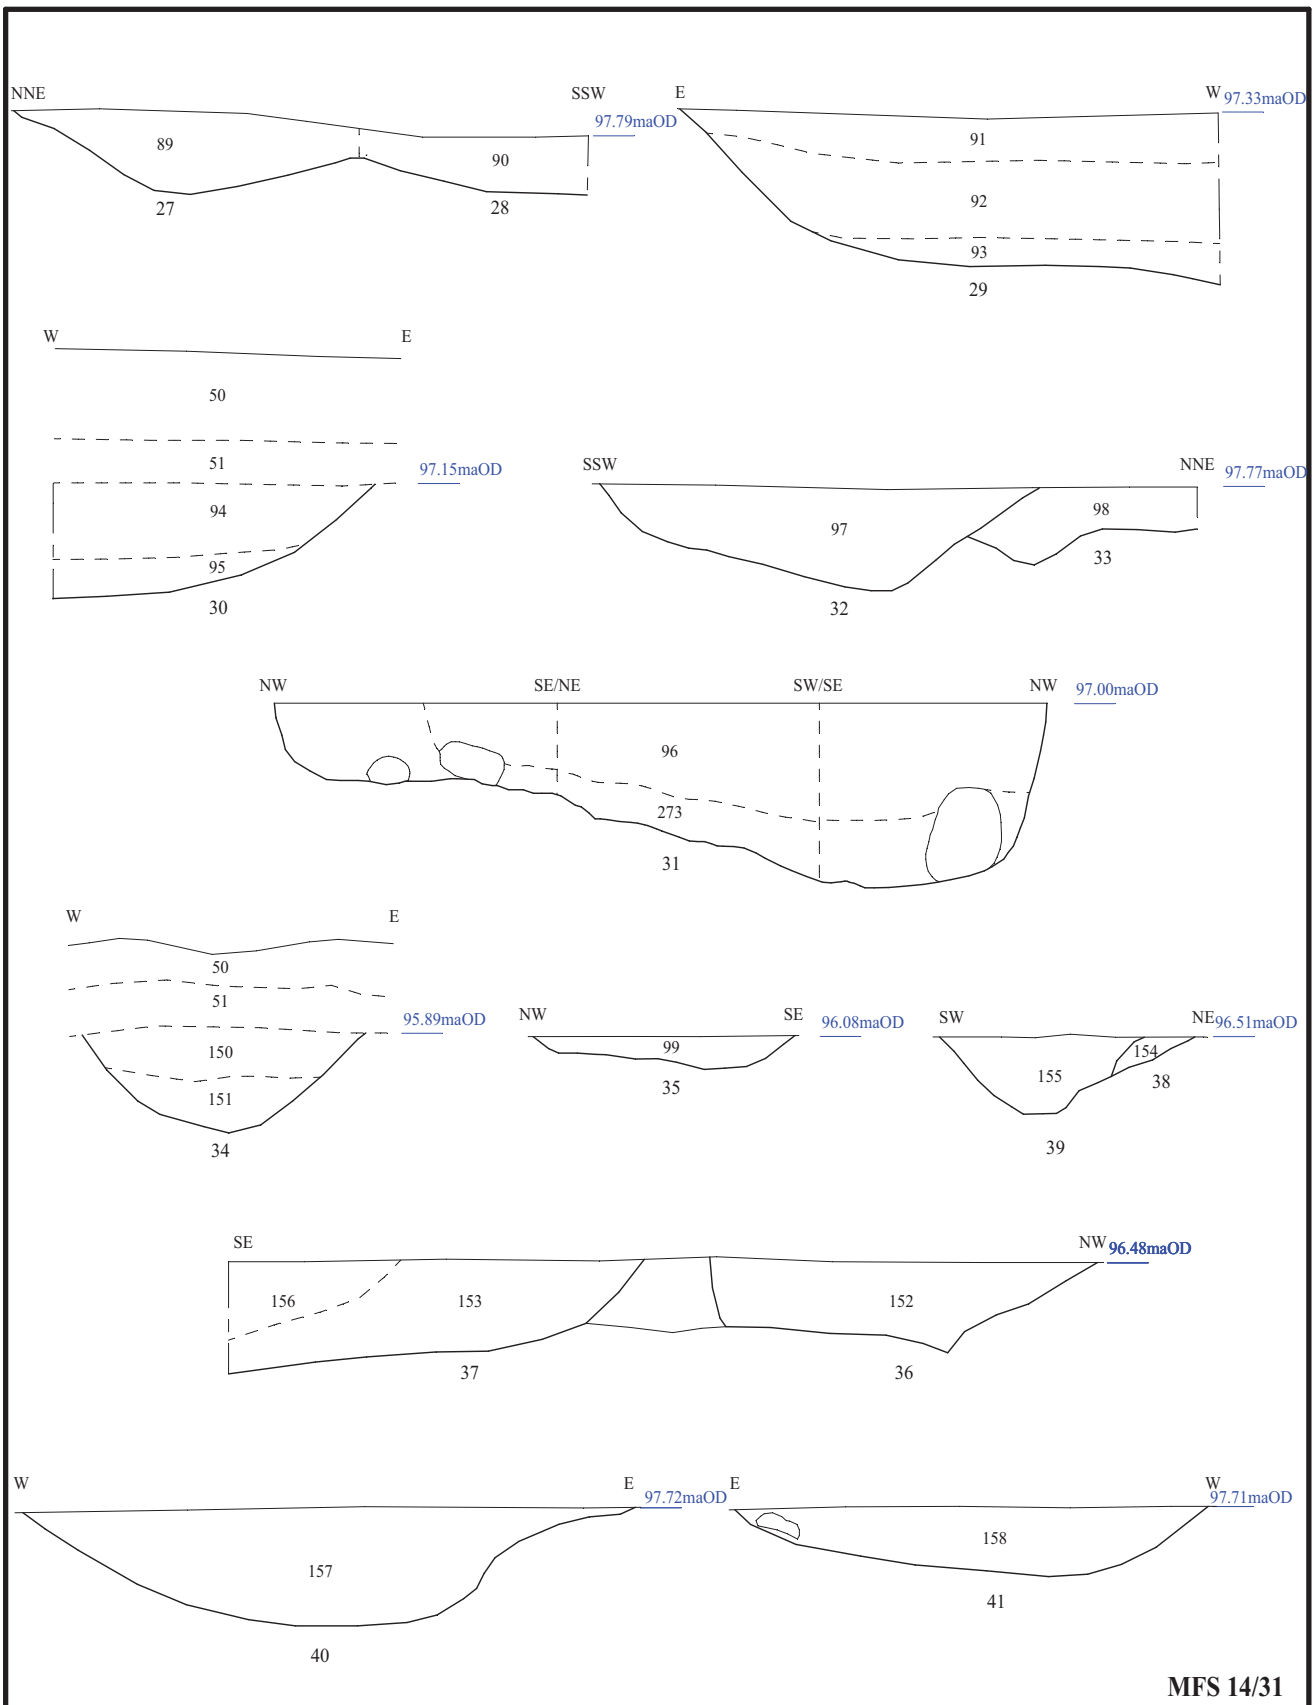 NNE SSW 97.79maOD
89
90
27 28
E W 97.33maOD
91
92
93
29
W E
50
51
97.15maOD
94
95
30
SSW NNE 97.77maOD
97
98
33
32
NW SE/NE SW/SE NW 97.00maOD
96
273
31
W E
50
51
95.89maOD
150
151
34
NW SE 96.08maOD
99
35
SW NE 96.51maOD
154
155
38
39
SE NW 96.48maOD
156 153 152
37 36
W E 97.72maOD
157
40
E W 97.71maOD
158
41
MFS 14/31